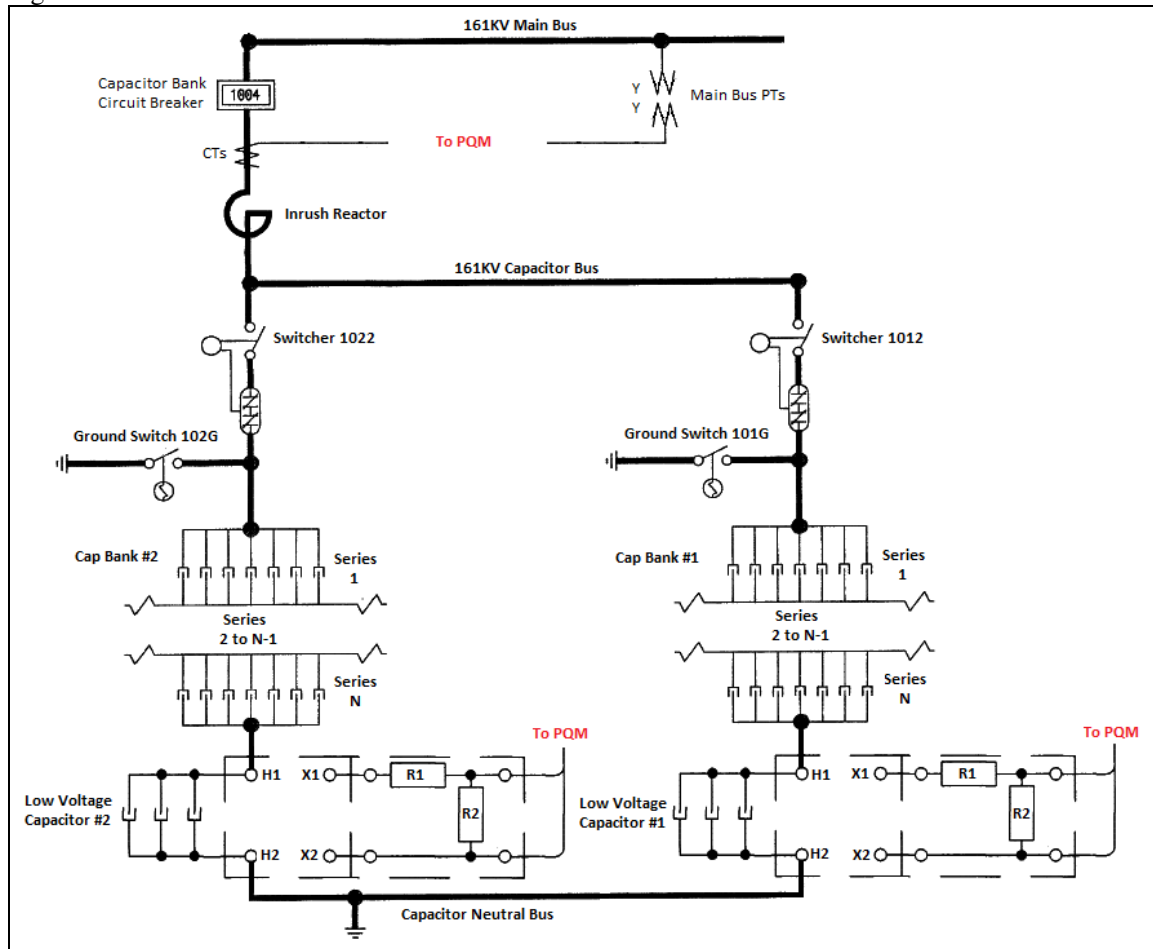 161KV Main Bus
Capacitor Bank
Circuit Breaker
1004
Y
Y
Main Bus PTs
CTs
To PQM
Inrush Reactor
161KV Capacitor Bus
Switcher 1022
Switcher 1012
Ground Switch 102G
Ground Switch 101G
Cap Bank #2
Series
1
Cap Bank #1
Series
1
Series
2 to N-1
Series
2 to N-1
Series
N
Series
N
To PQM
To PQM
H1
X1
R1
H1
X1
R1
Low Voltage
Capacitor #2
R2
Low Voltage
Capacitor #1
R2
H2
X2
H2
X2
Capacitor Neutral Bus